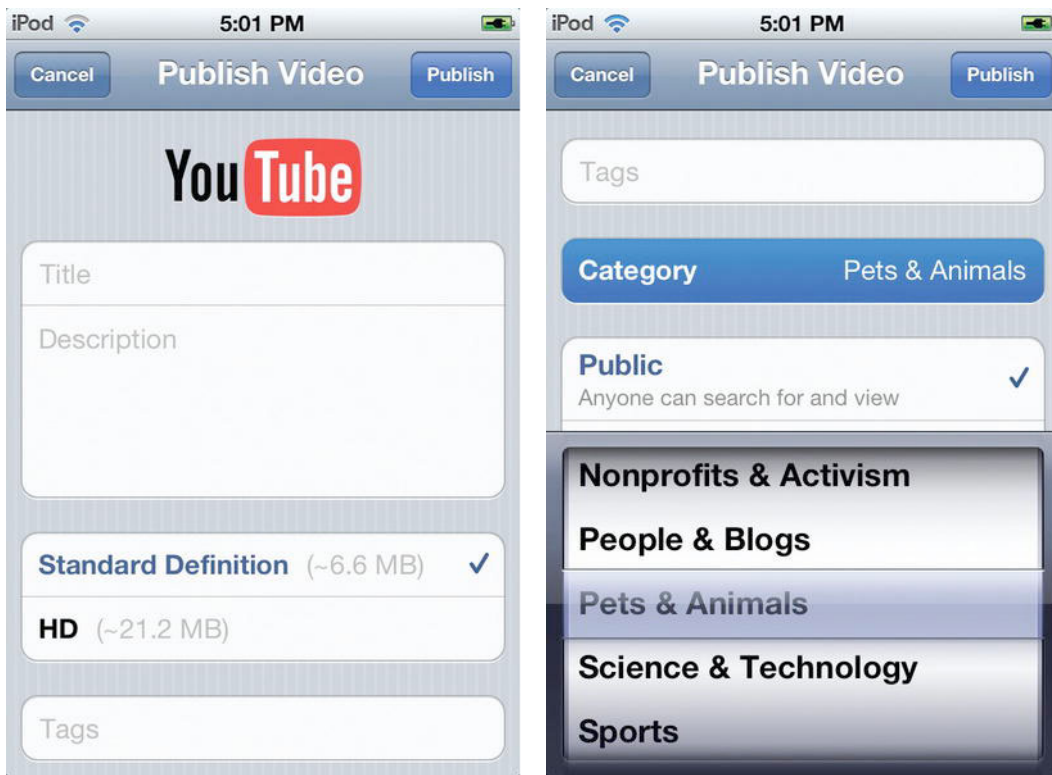 iPod 5:01 PM
Cancel Publish Video Publish
YouTube
Title
Description
Standard Definition (~6.6 MB)
HD (~21.2 MB)
Tags
iPod 5:01 PM
Cancel Publish Video Publish
Tags
Category Pets & Animals
Public
Anyone can search for and view
Nonprofits & Activism
People & Blogs
Pets & Animals
Science & Technology
Sports